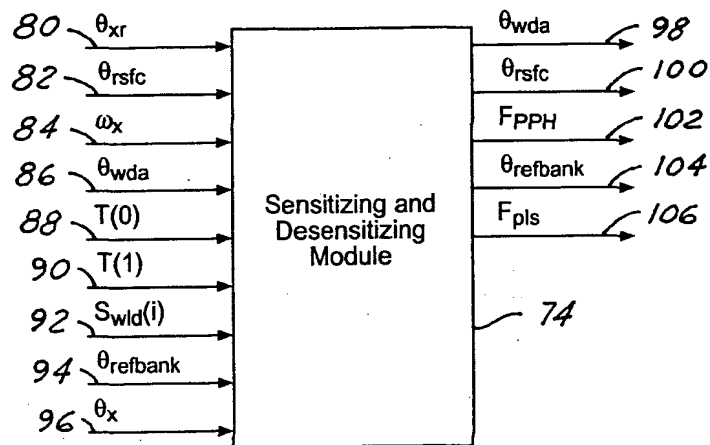 80 θxr
82 θrsfc
84 ωx
86 θwda
88 T(0)
90 T(1)
92 Swld(i)
94 θrefbank
96 θx
Sensitizing and
Desensitizing
Module
θwda 98
θrsfc 100
FPPH 102
θrefbank 104
Fpls 106
74